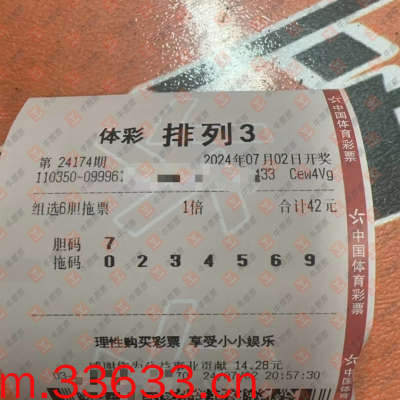 体彩 排列3
第 24174期 2024年07月02日开奖
110350-09996 33 Cew4Vg
组选6胆拖票 1倍 合计42元
胆码 7
拖码 0 2 3 4 5 6 9
理性购买彩票 享受小小娱乐
14.28元
20:57:30
m.33633.cn
中国体育彩票
中国体育彩票